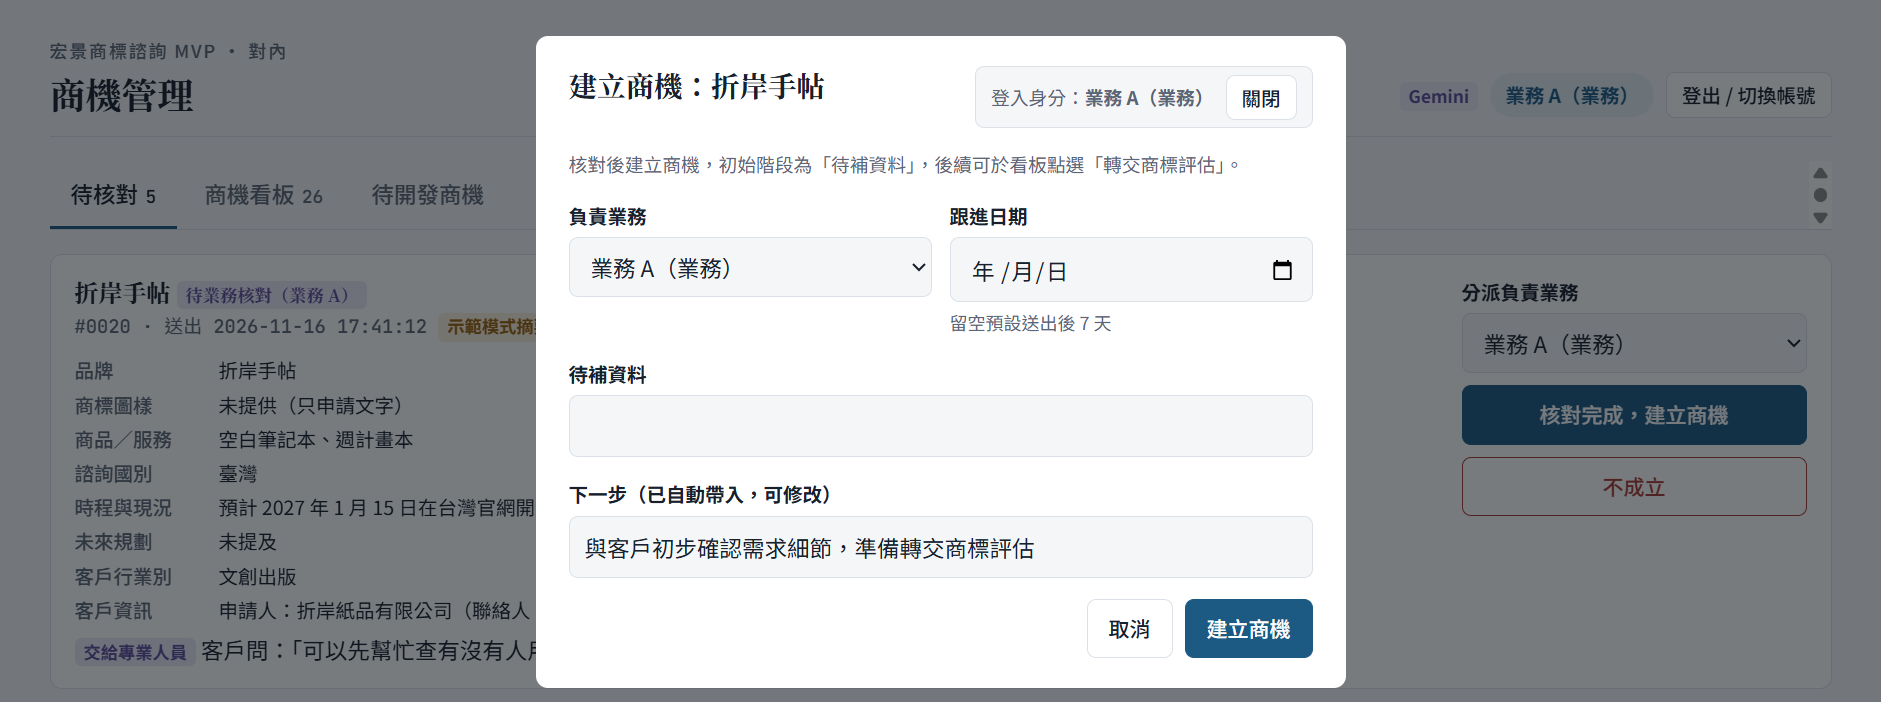 宏景商標諮詢 MVP · 對內
商機管理
Gemini
業務 A（業務）
登出 / 切換帳號
待核對 5
商機看板 26
待開發商機
折岸手帖
待業務核對（業務 A）
#0020 · 送出 2026-11-16 17:41:12
示範模式摘
品牌 折岸手帖
商標圖樣 未提供（只申請文字）
商品／服務 空白筆記本、週計畫本
諮詢國別 臺灣
時程與現況 預計 2027 年 1 月 15 日在台灣官網開
未來規劃 未提及
客戶行業別 文創出版
客戶資訊 申請人：折岸紙品有限公司（聯絡人
交給專業人員 客戶問：「可以先幫忙查有沒有人
分派負責業務
業務 A（業務）
核對完成，建立商機
不成立
建立商機：折岸手帖
登入身分：業務 A（業務）
關閉
核對後建立商機，初始階段為「待補資料」，後續可於看板點選「轉交商標評估」。
負責業務
業務 A（業務）
跟進日期
年 /月/日
留空預設送出後 7 天
待補資料
下一步（已自動帶入，可修改）
與客戶初步確認需求細節，準備轉交商標評估
取消
建立商機